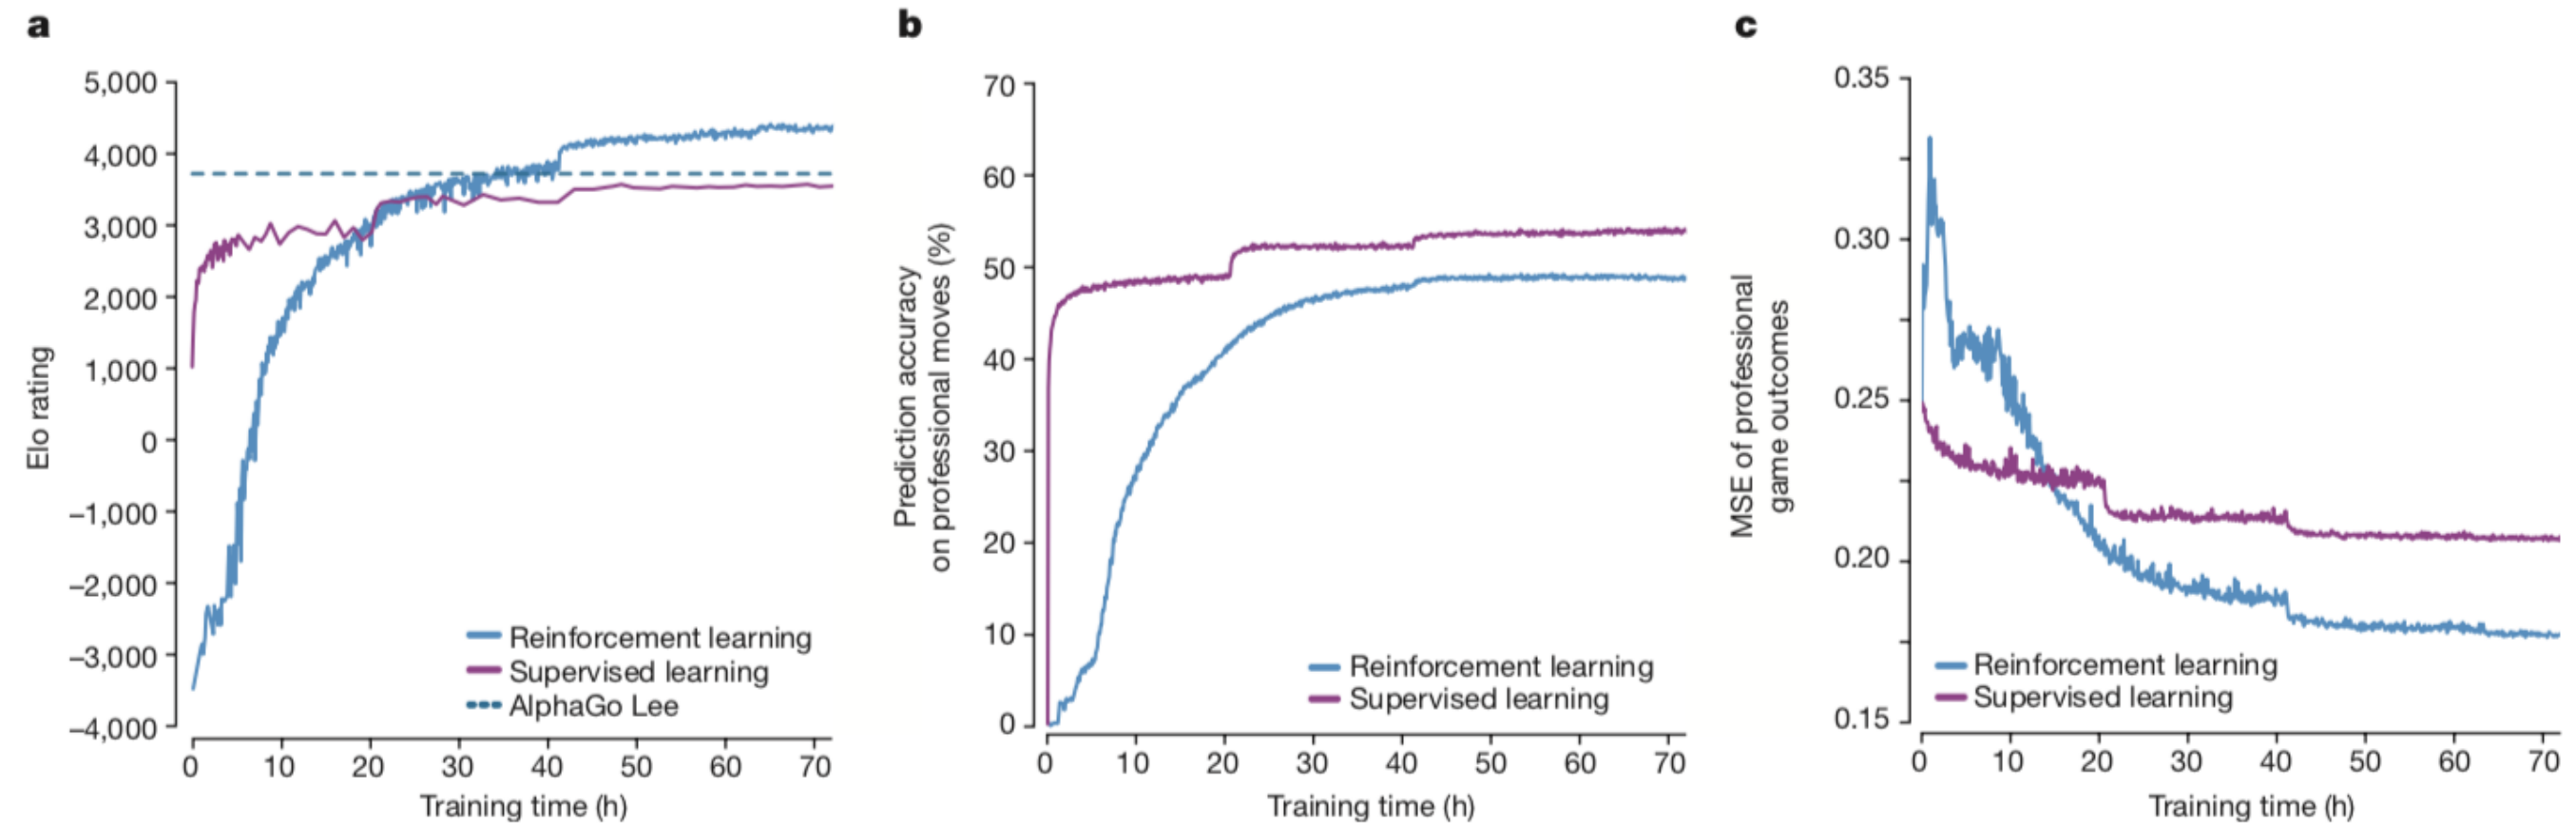 a
5,000
4,000
3,000
2,000
1,000
0
–1,000
–2,000
–3,000
–4,000
Elo rating
0 10 20 30 40 50 60 70
Training time (h)
Reinforcement learning
Supervised learning
AlphaGo Lee
b
70
60
50
40
30
20
10
0
Prediction accuracy
on professional moves (%)
0 10 20 30 40 50 60 70
Training time (h)
Reinforcement learning
Supervised learning
c
0.35
0.30
0.25
0.20
0.15
MSE of professional
game outcomes
0 10 20 30 40 50 60 70
Training time (h)
Reinforcement learning
Supervised learning